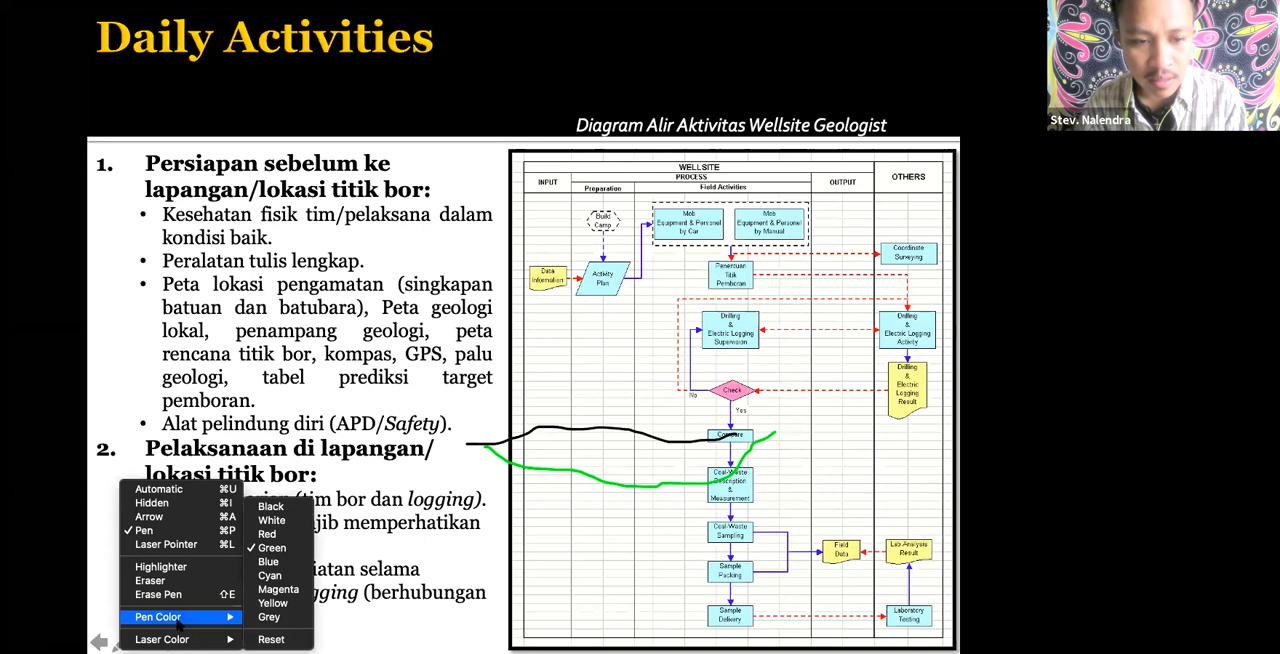 Daily Activities
Stev. Nalendra
Diagram Alir Aktivitas Wellsite Geologist
1. Persiapan sebelum ke
lapangan/lokasi titik bor:
• Kesehatan fisik tim/pelaksana dalam
kondisi baik.
• Peralatan tulis lengkap.
• Peta lokasi pengamatan (singkapan
batuan dan batubara), Peta geologi
lokal, penampang geologi, peta
rencana titik bor, kompas, GPS, palu
geologi, tabel prediksi target
pemboran.
• Alat pelindung diri (APD/Safety).
2. Pelaksanaan di lapangan/
lokasi titik bor:
(tim bor dan logging).
jib memperhatikan
iatan selama
gging (berhubungan
Automatic ⌘U
Hidden ⌘I
Arrow ⌘A
✓ Pen ⌘P
Laser Pointer ⌘L
Highlighter
Eraser
Erase Pen ⇧E
Pen Color
Laser Color
Black
White
Red
✓ Green
Blue
Cyan
Magenta
Yellow
Grey
Reset
WELLSITE
INPUT
PROCESS
Preparation
Field Activities
OUTPUT
OTHERS
Build
Camp
Mob
Equipment & Personel
by Car
Mob
Equipment & Personel
by Manual
Coordinate
Surveying
Data
Information
Activity
Plan
Penentuan
Titik
Pemboran
Drilling
&
Electric Logging
Supervision
Drilling
&
Electric Logging
Activity
Drilling
&
Electric
Logging
Result
Check
No
Yes
Compare
Coal-Waste
Description
&
Measurement
Coal-Waste
Sampling
Field
Data
Lab Analysis
Result
Sample
Packing
Sample
Delivery
Laboratory
Testing